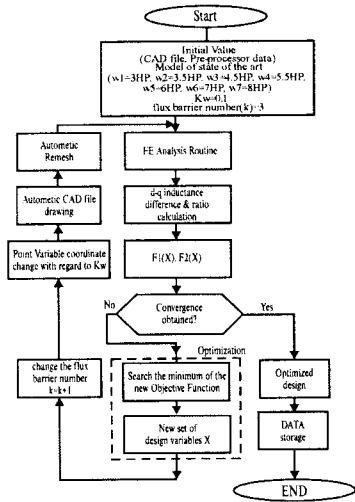 Start
Initial Value
(CAD file, Pre-processor data)
Model of state of the art
(w1=3HP, w2=3.5HP, w3=4.5HP, w4=5.5HP,
w5=6HP, w6=7HP, w7=8HP)
Kw=0.1
flux barrier number(k)=3
Automatic
Remesh
FE Analysis Routine
Automatic CAD file
drawing
d-q inductance
difference & ratio
calculation
Point Variable coordinate
change with regard to Kw
F1(X), F2(X)
No
Convergence
obtained?
Yes
Optimization
change the flux
barrier number
k=k+1
Search the minimum of the
new Objective Function
Optimized
design
New set of
design variables X
DATA
storage
END